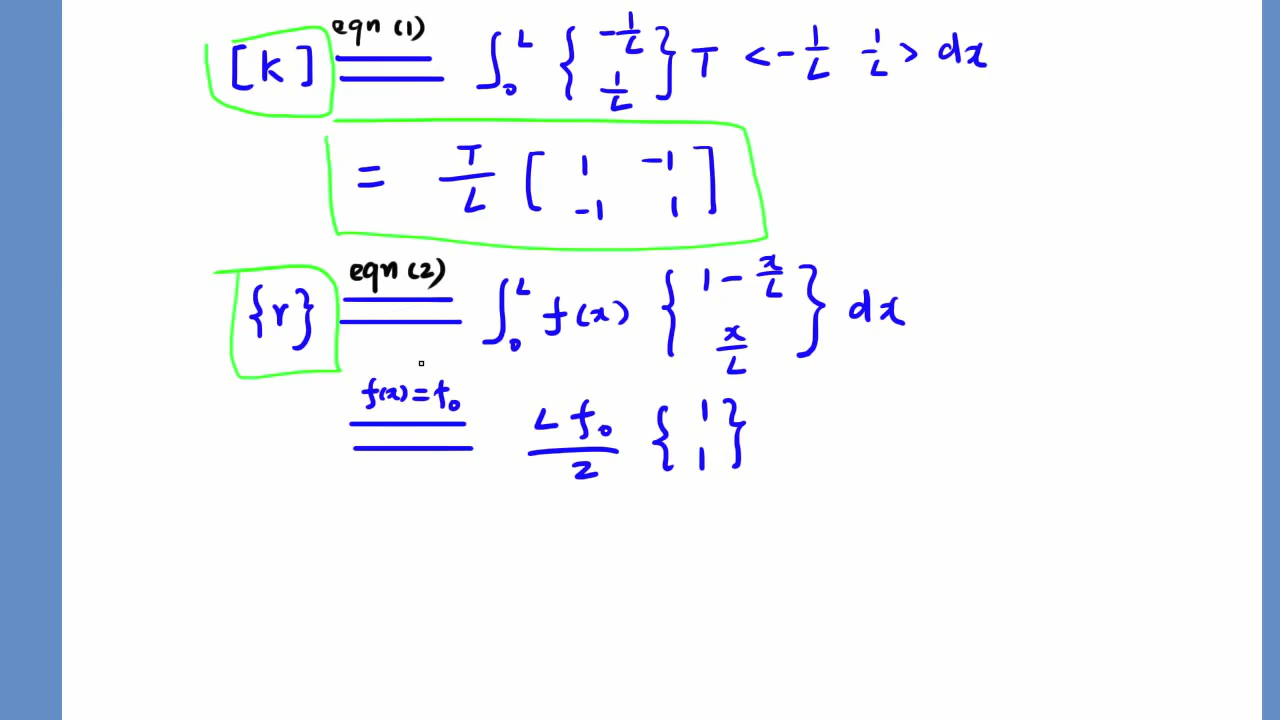 [k] eqn (1) = ∫₀ᴸ { -1/L 1/L } T < -1/L 1/L > dx
= T/L [ 1 -1
-1 1 ]
{r} eqn (2) = ∫₀ᴸ f(x) { 1 - x/L x/L } dx
f(x) = f₀ = L f₀/2 { 1 1 }